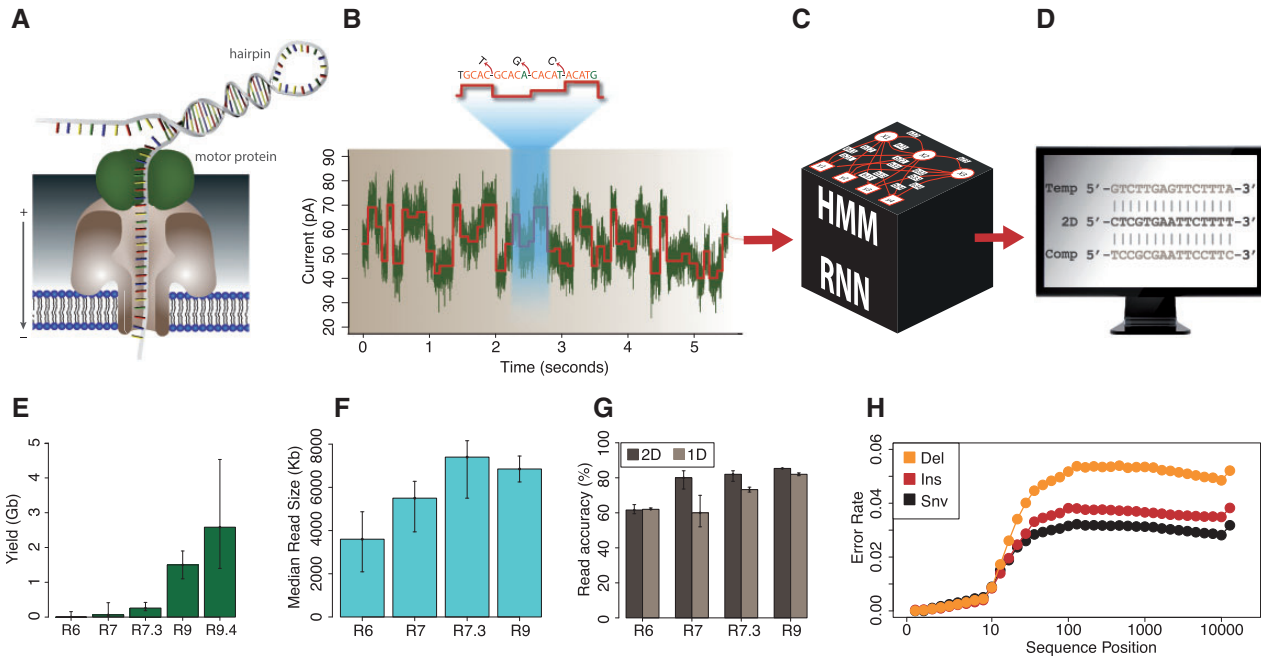 A
hairpin
motor protein
+
−
B
T G C
TGCAC-GCACA-CACAT-ACATG
Current (pA)
90
80
70
60
50
40
30
20
0 1 2 3 4 5
Time (seconds)
C
X1
X2
X3
HMM
RNN
D
Temp 5’-GTCTTGAGTTCTTTA-3’
2D 5’-CTCGTGAATTCTTTT-3’
Comp 5’-TCCGCGAATTCCTTC-3’
E
Yield (Gb)
5
4
3
2
1
0
R6 R7 R7.3 R9 R9.4
F
Median Read Size (Kb)
8000
6000
4000
2000
0
R6 R7 R7.3 R9
G
Read accuracy (%)
100
80
60
40
20
0
2D 1D
R6 R7 R7.3 R9
H
Error Rate
0.06
0.04
0.02
0.00
Del
Ins
Snv
0 10 100 1000 10000
Sequence Position